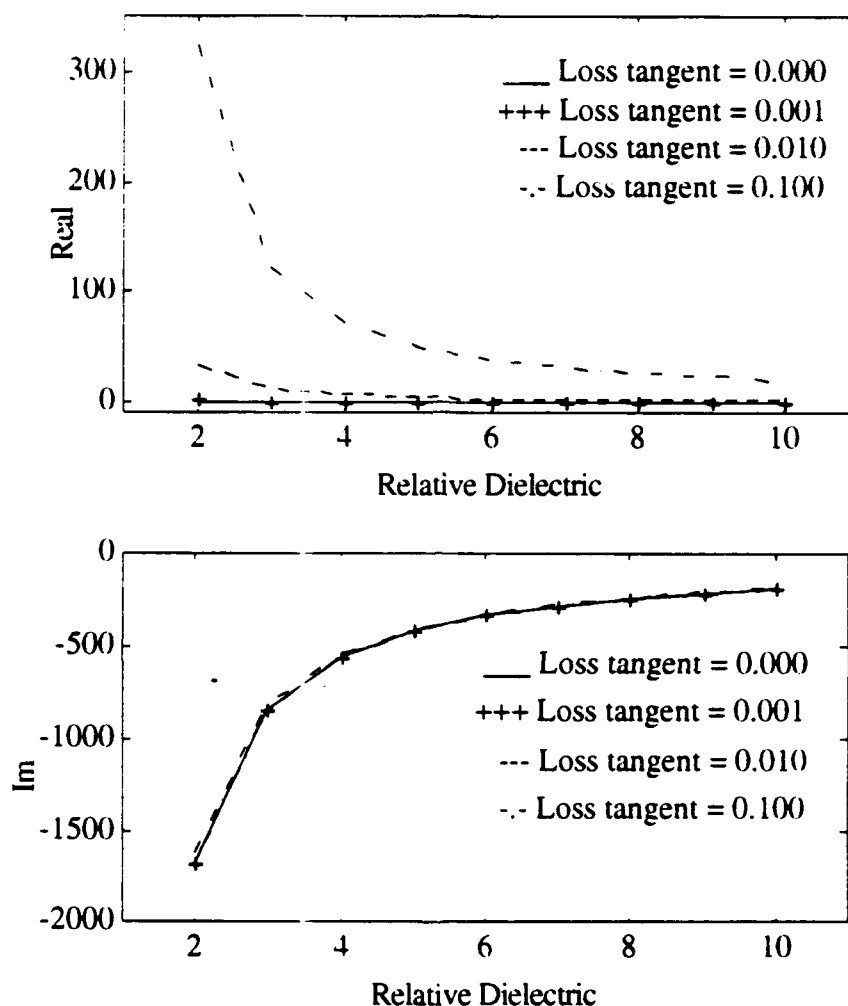 300
200
100
0
Real
___ Loss tangent = 0.000
+++ Loss tangent = 0.001
--- Loss tangent = 0.010
-.- Loss tangent = 0.100
2 4 6 8 10
Relative Dielectric
0
-500
-1000
-1500
-2000
Im
___ Loss tangent = 0.000
+++ Loss tangent = 0.001
--- Loss tangent = 0.010
-.- Loss tangent = 0.100
2 4 6 8 10
Relative Dielectric